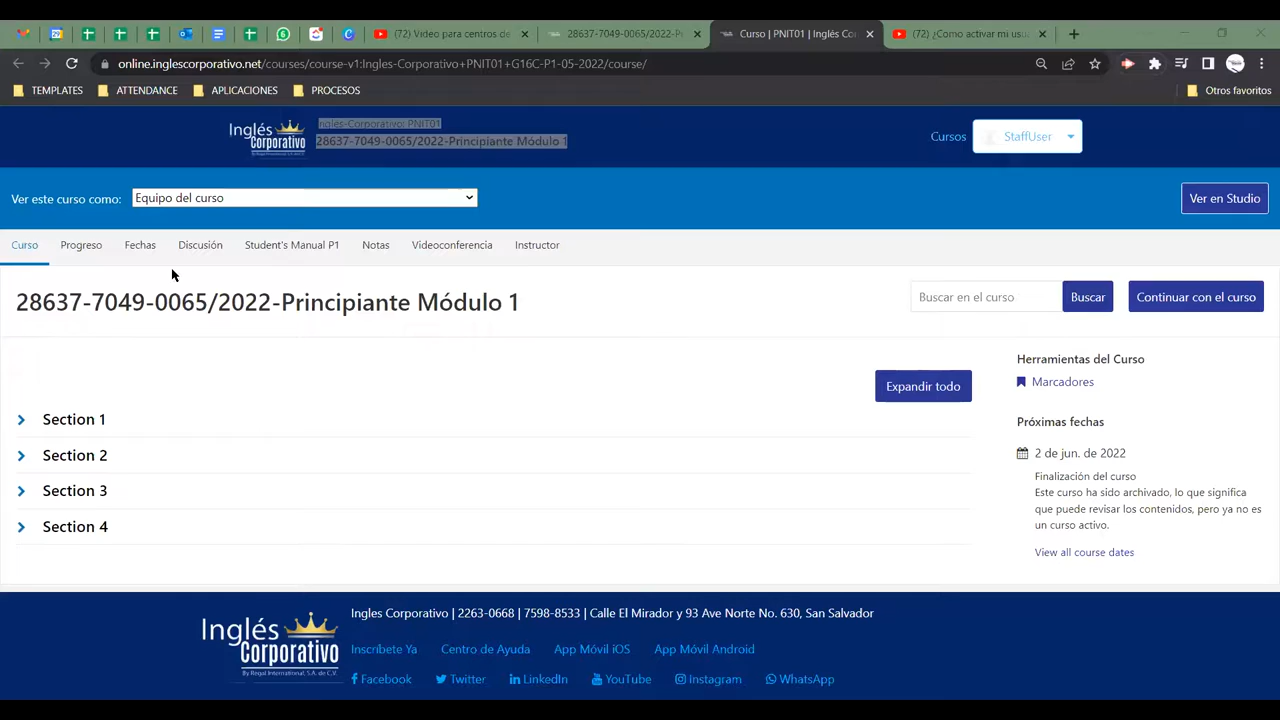 (72) Video para centros de
28637-7049-0065/2022-P
Curso | PNIT01 | Inglés Co
(72) ¿Como activar mi usu
online.inglescorporativo.net/courses/course-v1:Ingles-Corporativo+PNIT01+G16C-P1-05-2022/course/
TEMPLATES
ATTENDANCE
APLICACIONES
PROCESOS
Otros favoritos
Inglés Corporativo
Inglés-Corporativo: PNIT01
28637-7049-0065/2022-Principiante Módulo 1
Cursos
StaffUser
Ver este curso como:
Equipo del curso
Ver en Studio
Curso
Progreso
Fechas
Discusión
Student's Manual P1
Notas
Videoconferencia
Instructor
28637-7049-0065/2022-Principiante Módulo 1
Buscar en el curso
Buscar
Continuar con el curso
Expandir todo
Section 1
Section 2
Section 3
Section 4
Herramientas del Curso
Marcadores
Próximas fechas
2 de jun. de 2022
Finalización del curso
Este curso ha sido archivado, lo que significa
que puede revisar los contenidos, pero ya no es
un curso activo.
View all course dates
Inglés
Corporativo
By Regal International, S.A. de C.V.
Ingles Corporativo | 2263-0668 | 7598-8533 | Calle El Mirador y 93 Ave Norte No. 630, San Salvador
Inscríbete Ya
Centro de Ayuda
App Móvil iOS
App Móvil Android
Facebook
Twitter
LinkedIn
YouTube
Instagram
WhatsApp